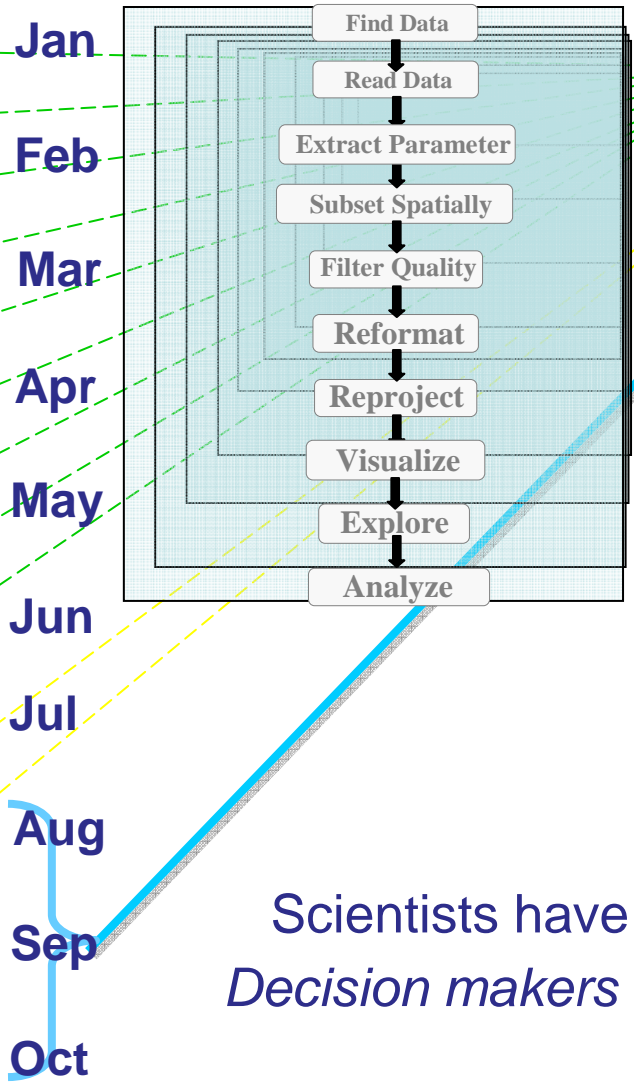 Jan
Feb
Mar
Apr
May
Jun
Jul
Aug
Sep
Oct
Find Data
Read Data
Extract Parameter
Subset Spatially
Filter Quality
Reformat
Reproject
Visualize
Explore
Analyze
Scientists have
Decision makers